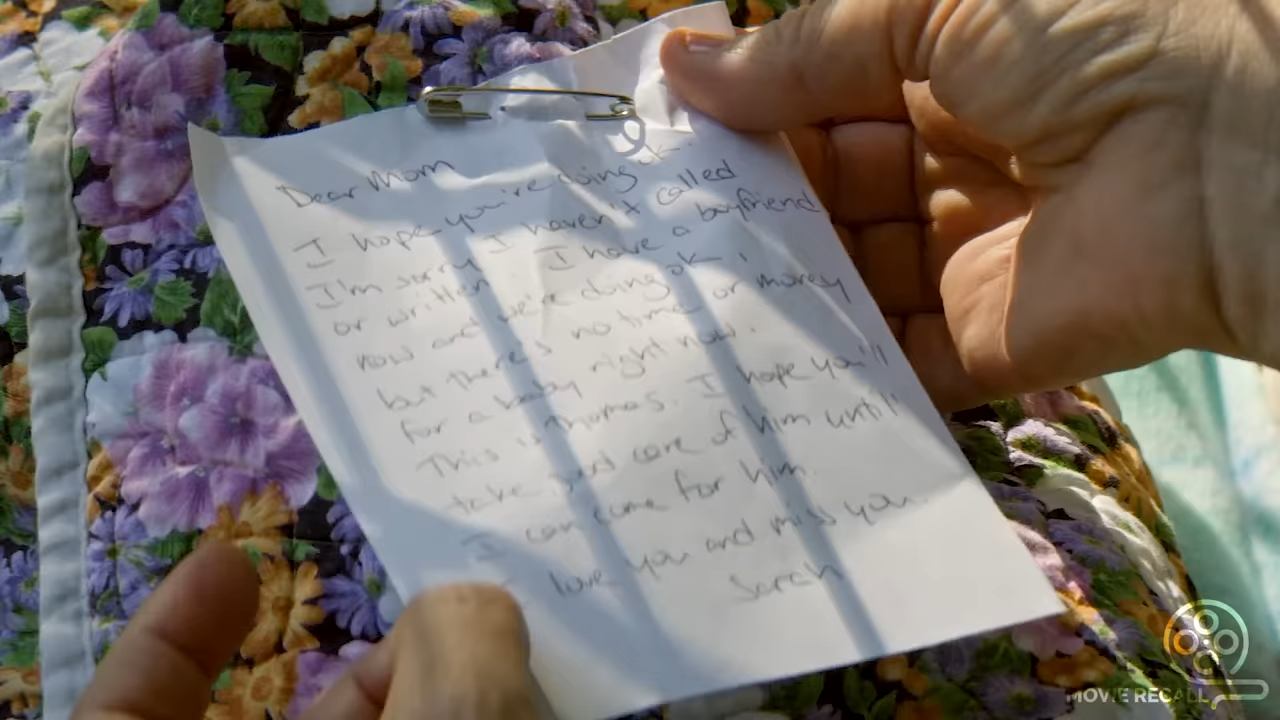 Dear Mom
I hope you're doing ok.
I'm sorry I haven't called
or written I have a boyfriend
now and we're doing ok,
but there's no time or money
for a baby right now.
This is Thomas. I hope you'll
take good care of him until
I can come for him.
I love you and miss you.
Sarah
MOVIE RECALL